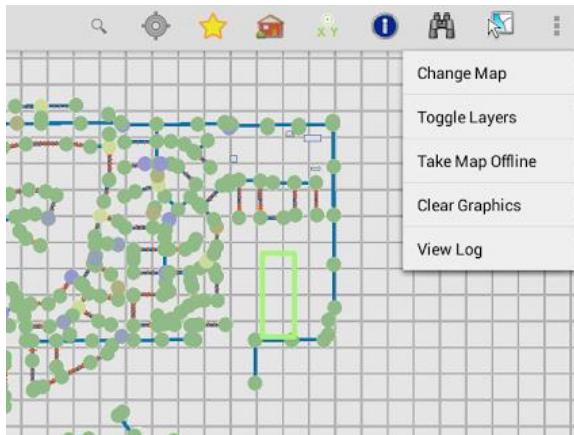 X Y
Change Map
Toggle Layers
Take Map Offline
Clear Graphics
View Log